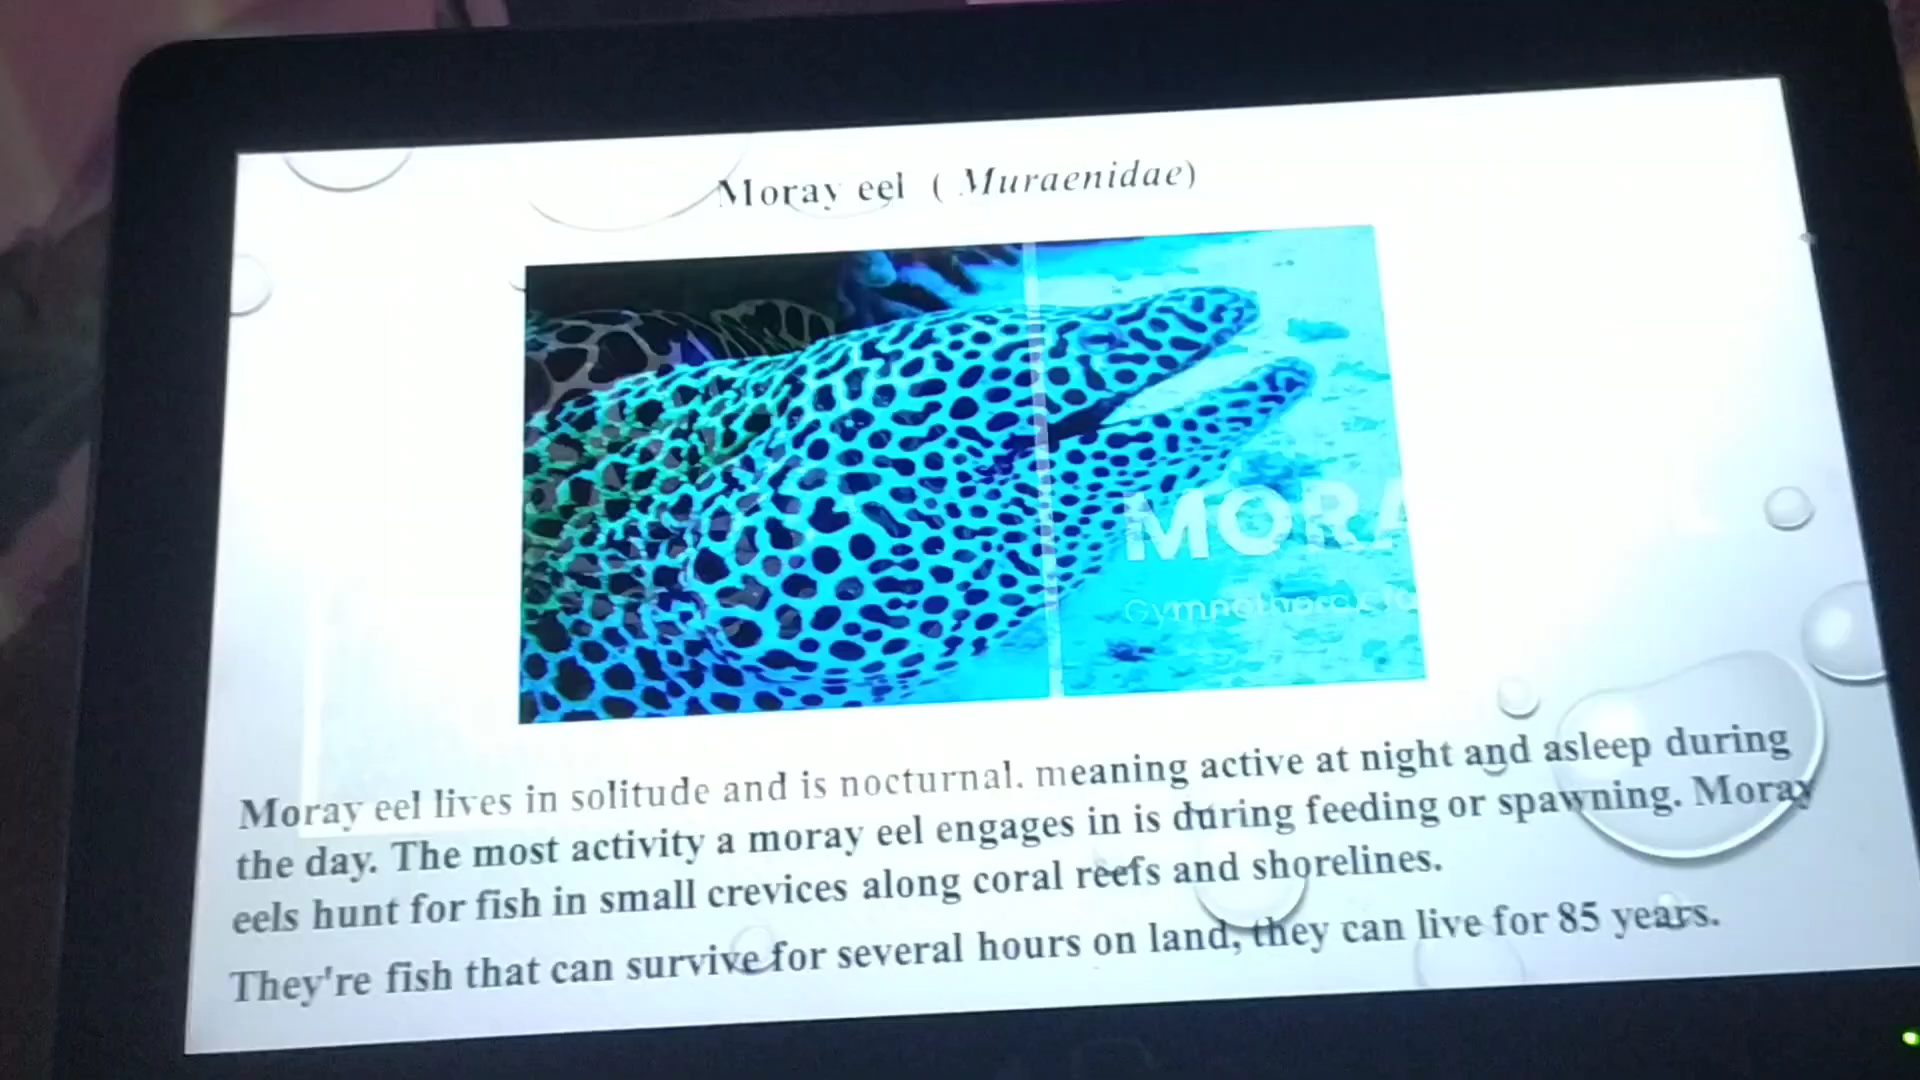 Moray eel ( Muraenidae)
MORA
Moray eel lives in solitude and is nocturnal. meaning active at night and asleep during
the day. The most activity a moray eel engages in is during feeding or spawning. Moray
eels hunt for fish in small crevices along coral reefs and shorelines.
They're fish that can survive for several hours on land, they can live for 85 years.